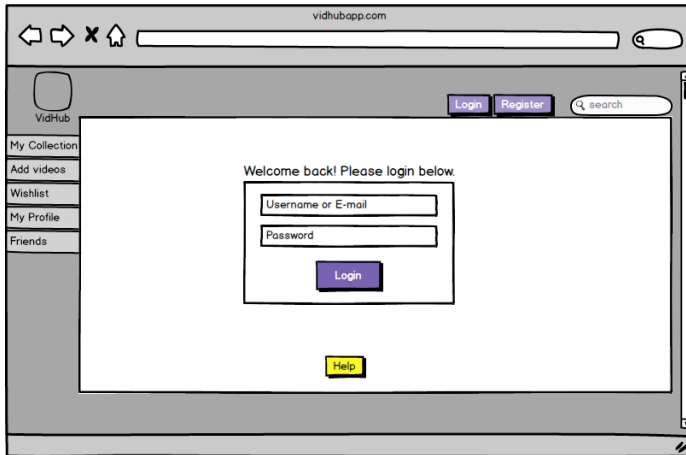 vidhubapp.com
Login
Register
search
VidHub
My Collection
Add videos
Wishlist
My Profile
Friends
Welcome back! Please login below.
Username or E-mail
Password
Login
Help